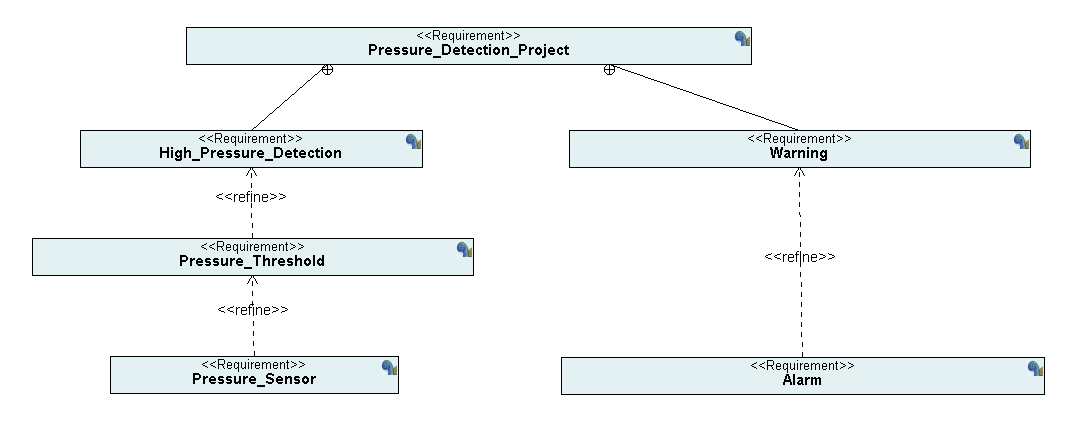 <<Requirement>>
Pressure_Detection_Project
<<Requirement>>
High_Pressure_Detection
<<Requirement>>
Warning
<<refine>>
<<Requirement>>
Pressure_Threshold
<<refine>>
<<refine>>
<<Requirement>>
Pressure_Sensor
<<Requirement>>
Alarm